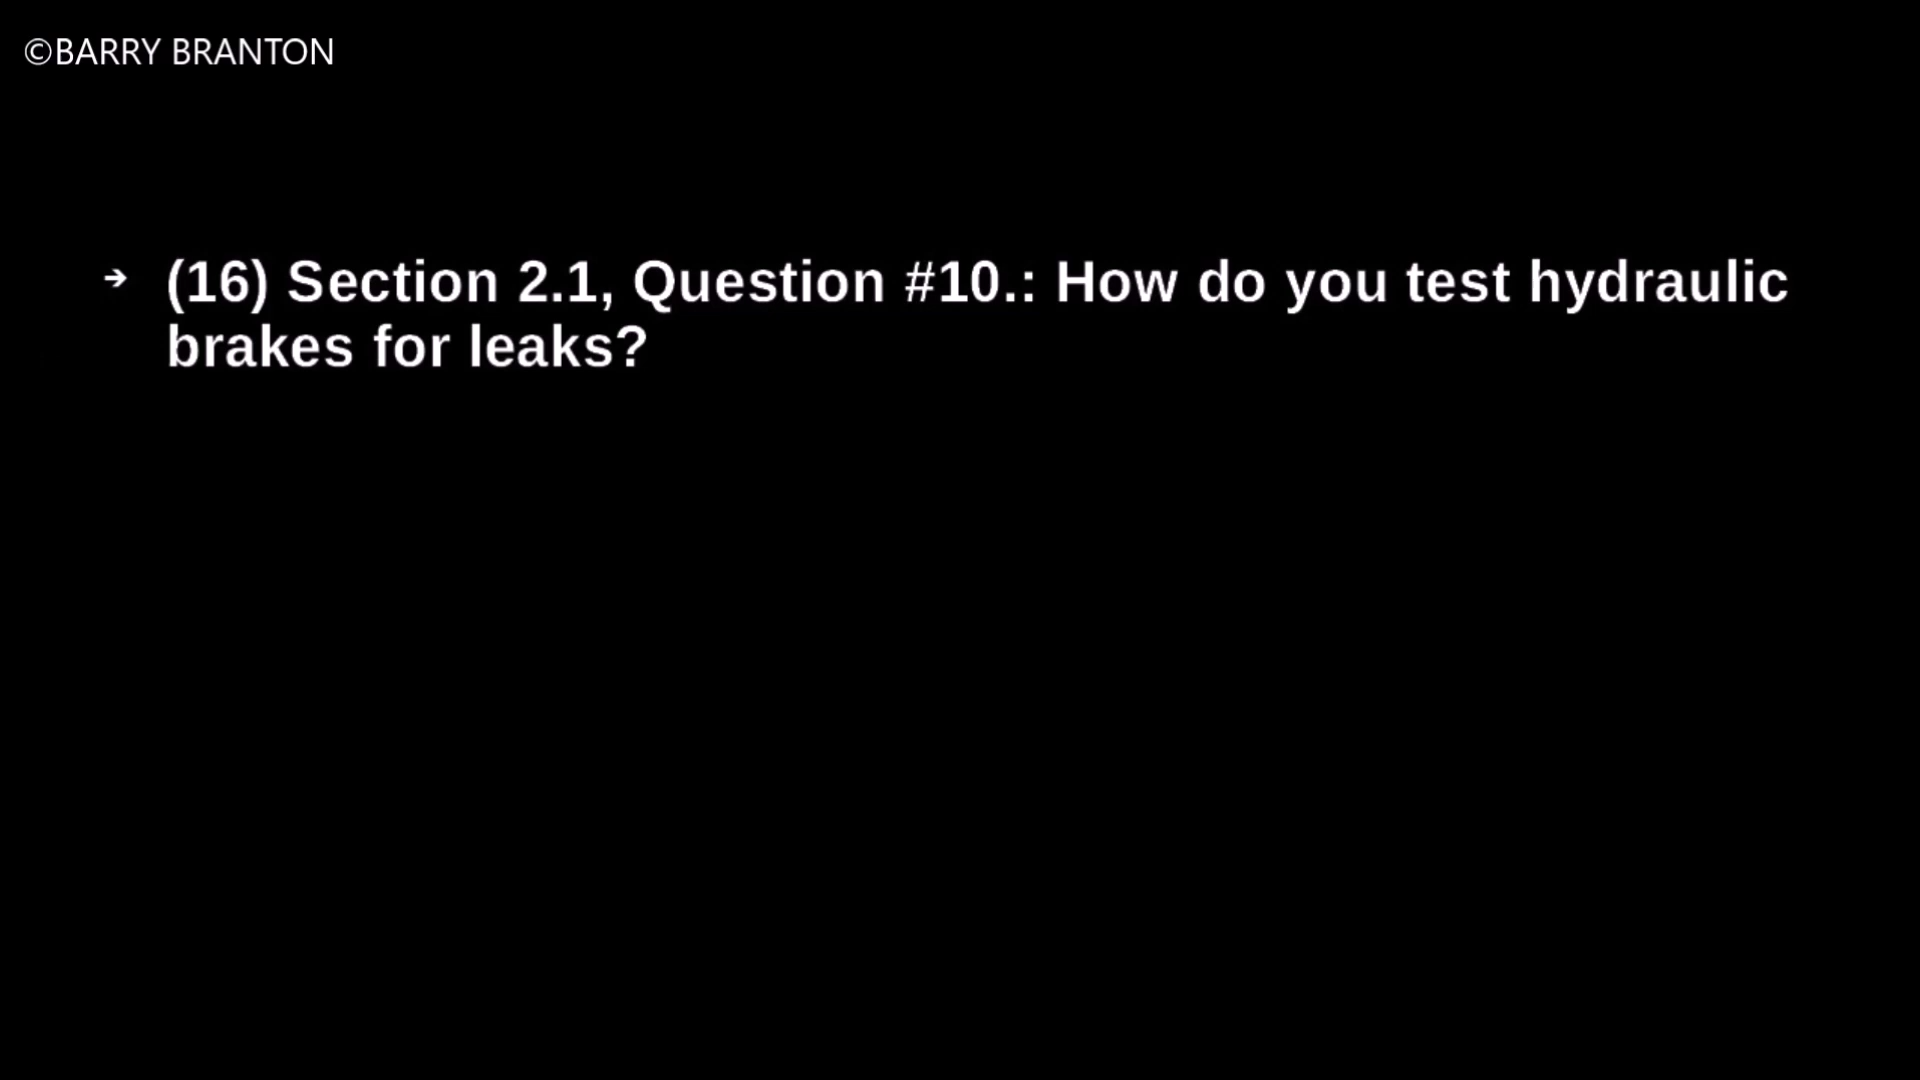 ©BARRY BRANTON
→ (16) Section 2.1, Question #10.: How do you test hydraulic
brakes for leaks?